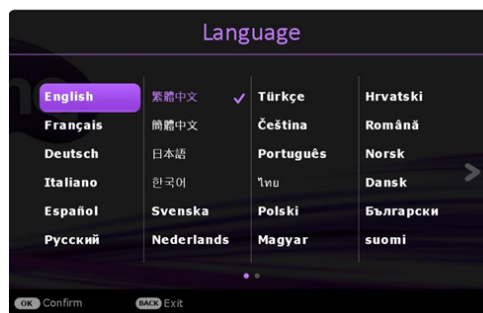 Language
English
Français
Deutsch
Italiano
Español
Русский
繁體中文
簡體中文
日本語
한국어
Svenska
Nederlands
Türkçe
Čeština
Português
ไทย
Polski
Magyar
Hrvatski
Română
Norsk
Dansk
Български
suomi
OK Confirm
BACK Exit